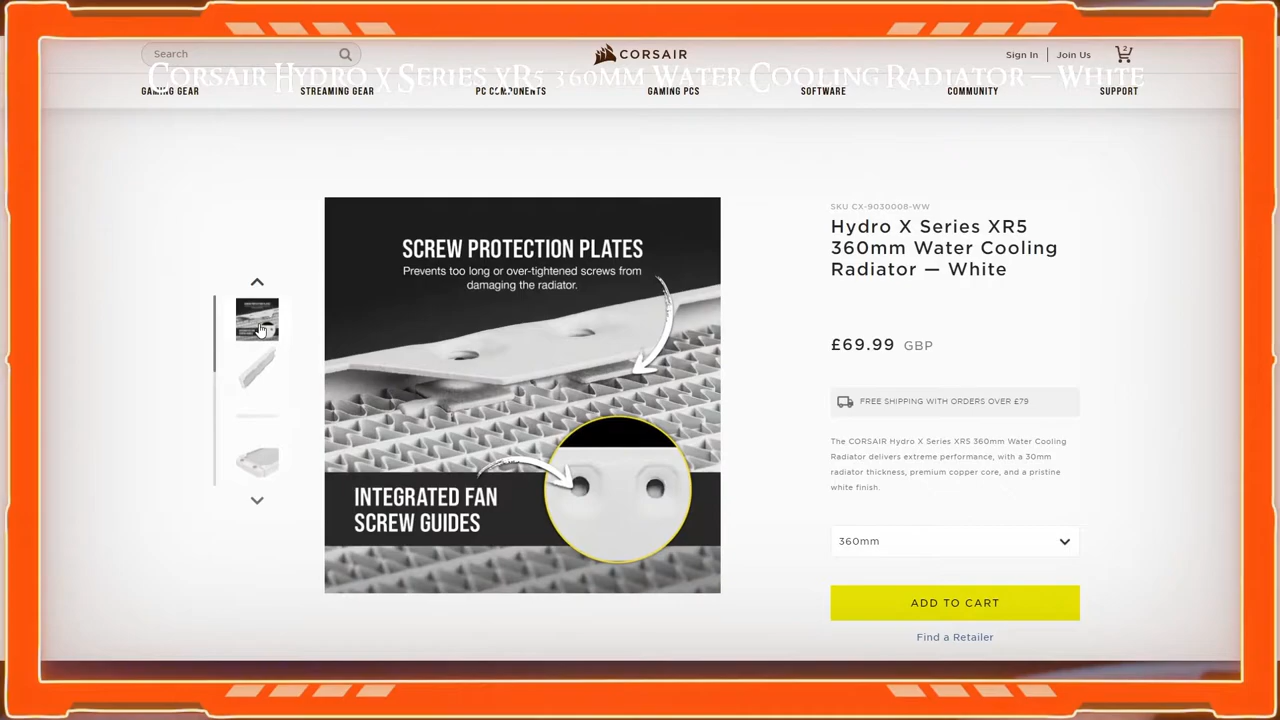 Search
CORSAIR
Sign In
Join Us
2
Corsair Hydro X Series XR5 360mm Water Cooling Radiator – White
GAMING GEAR
STREAMING GEAR
PC COMPONENTS
GAMING PCS
SOFTWARE
COMMUNITY
SUPPORT
SCREW PROTECTION PLATES
Prevents too long or over-tightened screws from
damaging the radiator.
INTEGRATED FAN
SCREW GUIDES
SKU CX-9030008-WW
Hydro X Series XR5
360mm Water Cooling
Radiator — White
£69.99 GBP
FREE SHIPPING WITH ORDERS OVER £79
The CORSAIR Hydro X Series XR5 360mm Water Cooling
Radiator delivers extreme performance, with a 30mm
radiator thickness, premium copper core, and a pristine
white finish.
360mm
ADD TO CART
Find a Retailer